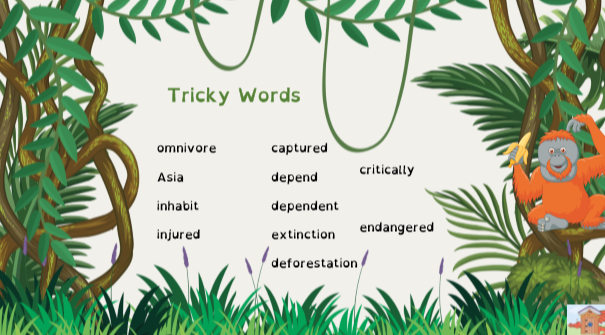 Tricky Words
omnivore
Asia
inhabit
injured
captured
depend
dependent
extinction
deforestation
critically
endangered